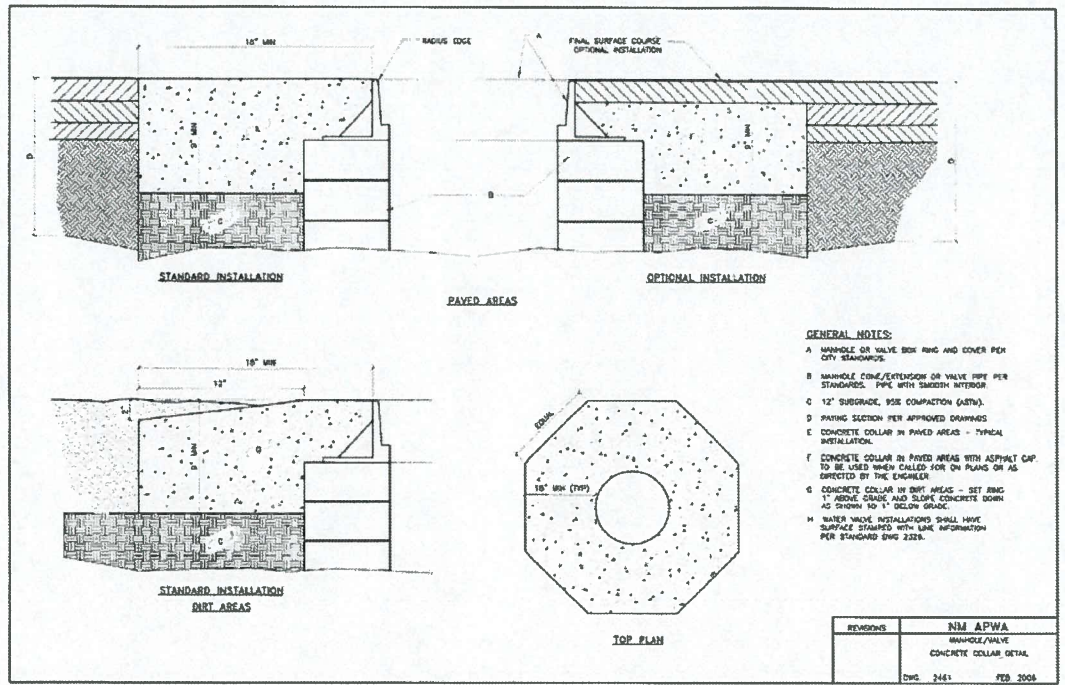 18" MIN
RADIUS EDGE
A
FINAL SURFACE COURSE
OPTIONAL INSTALLATION
D
9" MIN
F
B
9" MIN
D
C
C
STANDARD INSTALLATION
OPTIONAL INSTALLATION
PAVED AREAS
18" MIN
12"
9" MIN
G
C
STANDARD INSTALLATION
DIRT AREAS
EQUAL
18" MIN (TYP)
TOP PLAN
GENERAL NOTES:
A MANHOLE OR VALVE BOX RING AND COVER PER
CITY STANDARDS.
B MANHOLE CONE/EXTENSION OR VALVE PIPE PER
STANDARDS. PIPE WITH SMOOTH INTERIOR.
C 12" SUBGRADE, 95% COMPACTION (ASTM).
D PAVING SECTION PER APPROVED DRAWINGS
E CONCRETE COLLAR IN PAVED AREAS - TYPICAL
INSTALLATION.
F CONCRETE COLLAR IN PAVED AREAS WITH ASPHALT CAP.
TO BE USED WHEN CALLED FOR ON PLANS OR AS
DIRECTED BY THE ENGINEER
G CONCRETE COLLAR IN DIRT AREAS - SET RING
1" ABOVE GRADE AND SLOPE CONCRETE DOWN
AS SHOWN TO 1" BELOW GRADE.
H WATER VALVE INSTALLATIONS SHALL HAVE
SURFACE STAMPED WITH LINE INFORMATION
PER STANDARD DWG 2326.
REVISIONS
NM APWA
MANHOLE/VALVE
CONCRETE COLLAR DETAIL
DWG. FEB. 2006